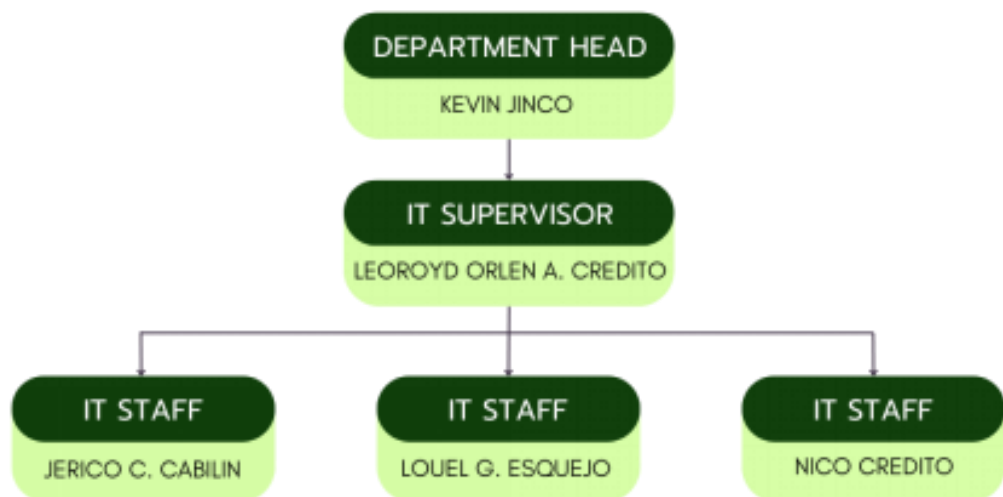 DEPARTMENT HEAD
KEVIN JINCO
IT SUPERVISOR
LEOROYD ORLEN A. CREDITO
IT STAFF
JERICO C. CABILIN
IT STAFF
LOUEL G. ESQUEJO
IT STAFF
NICO CREDITO